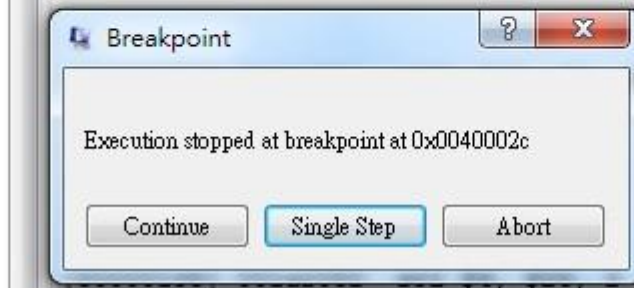 Breakpoint
Execution stopped at breakpoint at 0x0040002c
Continue Single Step Abort